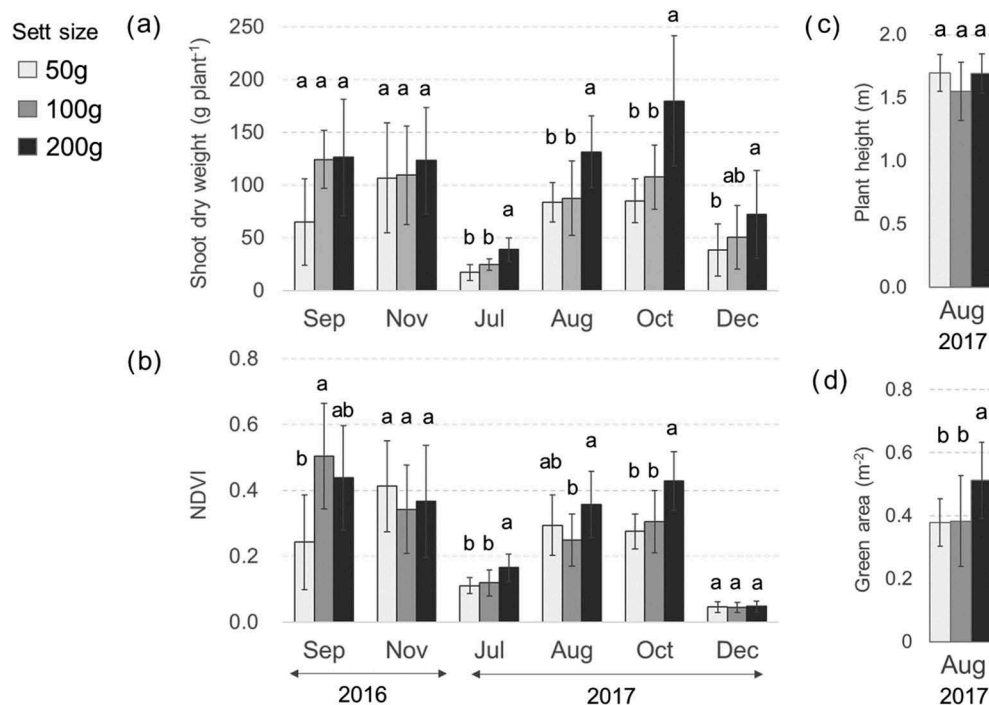 Sett size
50g
100g
200g
(a)
Shoot dry weight (g plant⁻¹)
250
200
150
100
50
0
a a a
a a a
b b a
b b a
b b a
b ab a
Sep Nov Jul Aug Oct Dec
(b)
NDVI
0.8
0.6
0.4
0.2
0.0
b a ab
a a a
b b a
ab b a
b b a
a a a
Sep Nov Jul Aug Oct Dec
2016 2017
(c)
Plant height (m)
2.0
1.5
1.0
0.5
0.0
a a a
Aug
2017
(d)
Green area (m⁻²)
0.8
0.6
0.4
0.2
0
b b a
Aug
2017